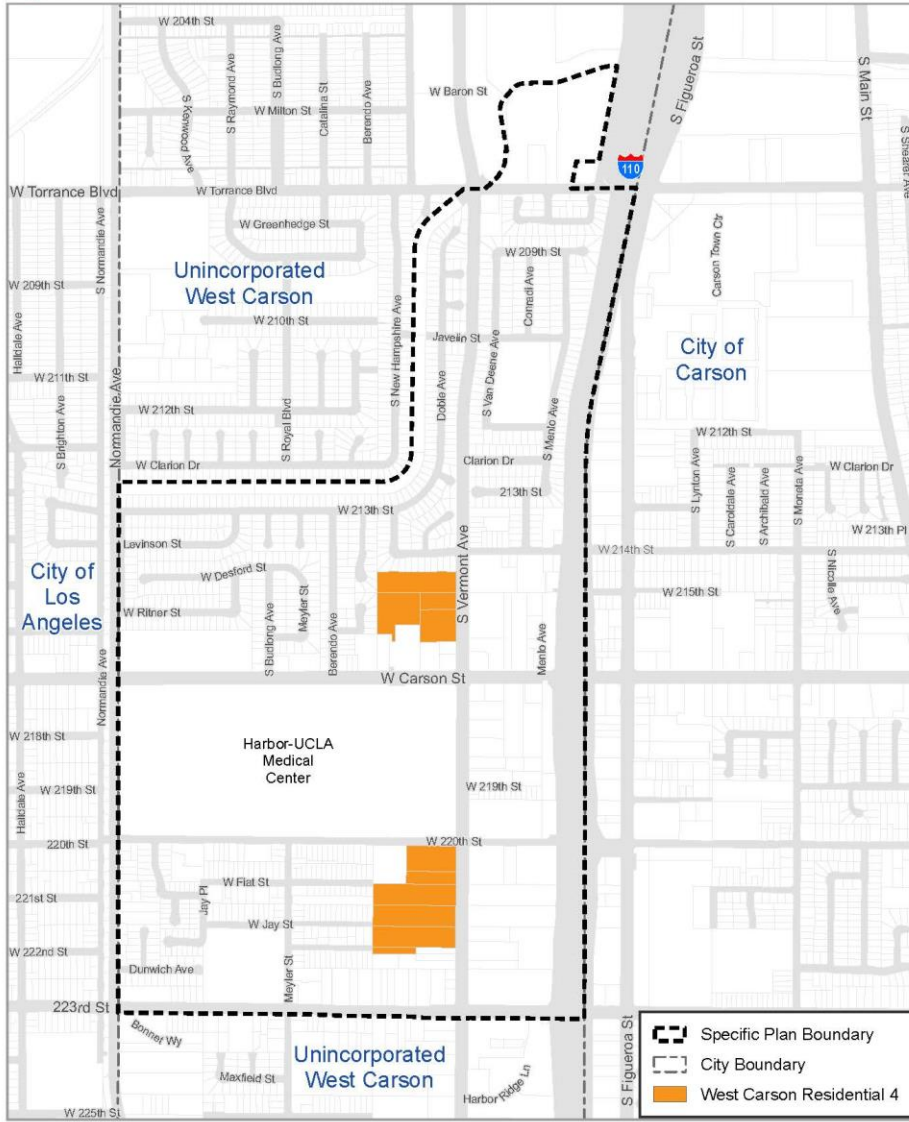 W 204th St
S Kenwood Ave
S Raymond Ave
S Budlong Ave
Catalina St
Berendo Ave
W Milton St
W Baron St
S Figueroa St
S Main St
S Shearer Ave
110
W Torrance Blvd
W Torrance Blvd
W Greenhedge St
Unincorporated
West Carson
W 209th St
S Normandie Ave
W 209th St
Conradi Ave
Carson Town Ctr
W 210th St
S New Hampshire Ave
Javelin St
Doble Ave
S Van Deene Ave
S Menlo Ave
City of
Carson
Halldale Ave
W 211th St
S Brighton Ave
Normandie Ave
W 212th St
S Royal Blvd
W Clarion Dr
Clarion Dr
213th St
W 212th St
S Lynton Ave
S Caroldale Ave
S Archibald Ave
S Moneta Ave
W Clarion Dr
W 213th Pl
W 213th St
Levinson St
W 214th St
S Nicolle Ave
City of
Los
Angeles
W Desford St
W Ritner St
S Budlong Ave
Meyler St
Berendo Ave
S Vermont Ave
W 215th St
Menlo Ave
Normandie Ave
W Carson St
W 218th St
Harbor-UCLA
Medical
Center
Halldale Ave
W 219th St
W 219th St
220th St
W 220th St
221st St
W Fiat St
Jay Pl
W Jay St
W 222nd St
Meyler St
Dunwich Ave
223rd St
Bonnet Wy
Unincorporated
West Carson
Maxfield St
Harbor Ridge Ln
W 225th St
S Figueroa St
Specific Plan Boundary
City Boundary
West Carson Residential 4